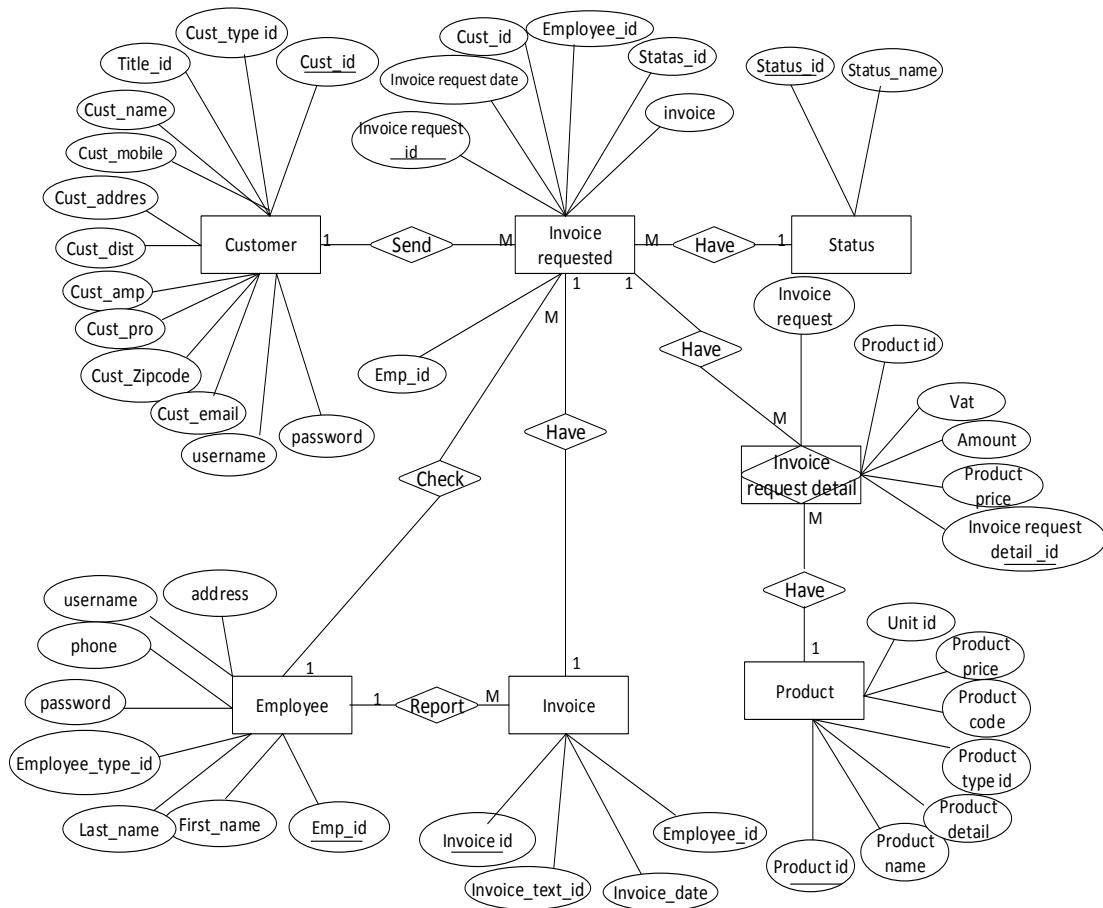 Cust_type id
Cust_id
Title_id
Cust_name
Cust_mobile
Cust_addres
Cust_dist
Cust_amp
Cust_pro
Cust_Zipcode
Cust_email
username
password
Customer
1
Send
M
Cust_id
Employee_id
Invoice request date
Statas_id
Invoice request
id
invoice
Invoice
requested
M
Have
1
Status
Status_id
Status_name
1
1
M
Emp_id
Have
Invoice
request
Product id
Vat
Amount
Product
price
Invoice request
detail _id
M
Invoice
request detail
M
Have
1
Check
Have
1
1
username
address
phone
password
Employee_type_id
Last_name
First_name
Emp_id
Employee
1
Report
M
Invoice
Invoice id
Invoice_text_id
Invoice_date
Employee_id
Product
Unit id
Product
price
Product
code
Product
type id
Product
detail
Product
name
Product id